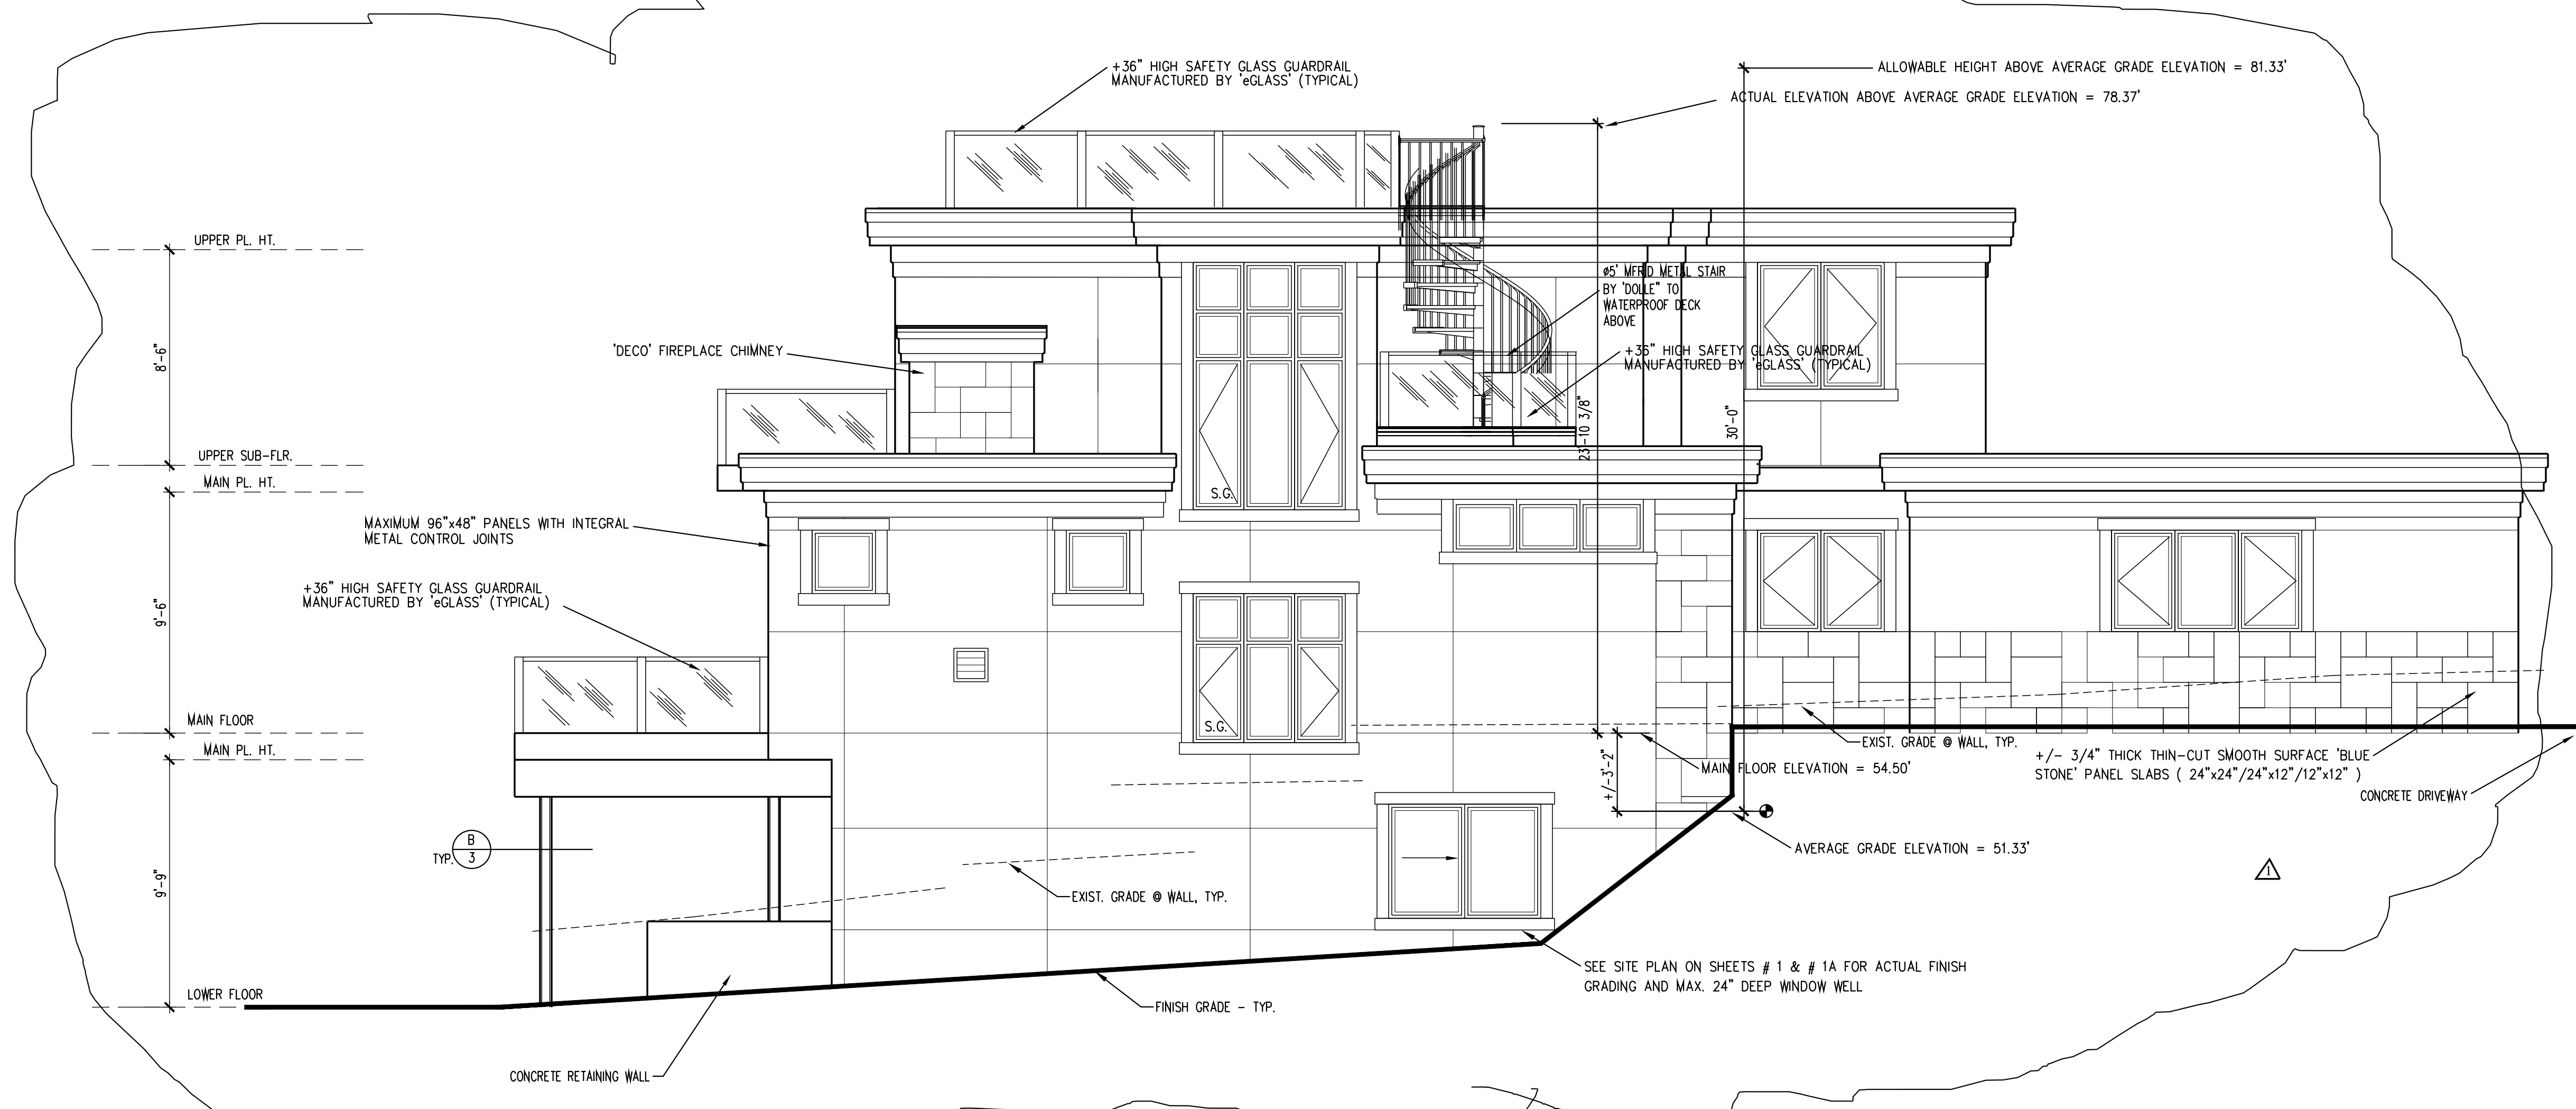 +36" HIGH SAFETY GLASS GUARDRAIL
MANUFACTURED BY 'eGLASS' (TYPICAL)
ALLOWABLE HEIGHT ABOVE AVERAGE GRADE ELEVATION = 81.33'
ACTUAL ELEVATION ABOVE AVERAGE GRADE ELEVATION = 78.37'
UPPER PL. HT.
8'-6"
UPPER SUB-FLR.
MAIN PL. HT.
9'-6"
MAIN FLOOR
MAIN PL. HT.
9'-9"
LOWER FLOOR
'DECO' FIREPLACE CHIMNEY
MAXIMUM 96"x48" PANELS WITH INTEGRAL
METAL CONTROL JOINTS
+36" HIGH SAFETY GLASS GUARDRAIL
MANUFACTURED BY 'eGLASS' (TYPICAL)
ø5' MFR'D METAL STAIR
BY 'DOLLE" TO
WATERPROOF DECK
ABOVE
+36" HIGH SAFETY GLASS GUARDRAIL
MANUFACTURED BY 'eGLASS' (TYPICAL)
23'-10 3/8"
30'-0"
S.G.
S.G.
+/-3'-2"
MAIN FLOOR ELEVATION = 54.50'
EXIST. GRADE @ WALL, TYP.
+/- 3/4" THICK THIN-CUT SMOOTH SURFACE 'BLUE
STONE' PANEL SLABS ( 24"x24"/24"x12"/12"x12" )
CONCRETE DRIVEWAY
AVERAGE GRADE ELEVATION = 51.33'
1
B
TYP.
3
EXIST. GRADE @ WALL, TYP.
SEE SITE PLAN ON SHEETS # 1 & # 1A FOR ACTUAL FINISH
GRADING AND MAX. 24" DEEP WINDOW WELL
FINISH GRADE - TYP.
CONCRETE RETAINING WALL